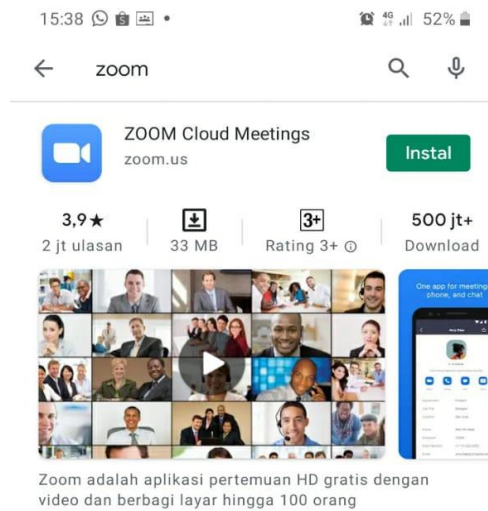 15:38 4G 52%
zoom
ZOOM Cloud Meetings
zoom.us
Instal
3,9★ 3+ 500 jt+
2 jt ulasan 33 MB Rating 3+ Download
One app for meeting
phone, and chat
Zoom adalah aplikasi pertemuan HD gratis dengan
video dan berbagi layar hingga 100 orang